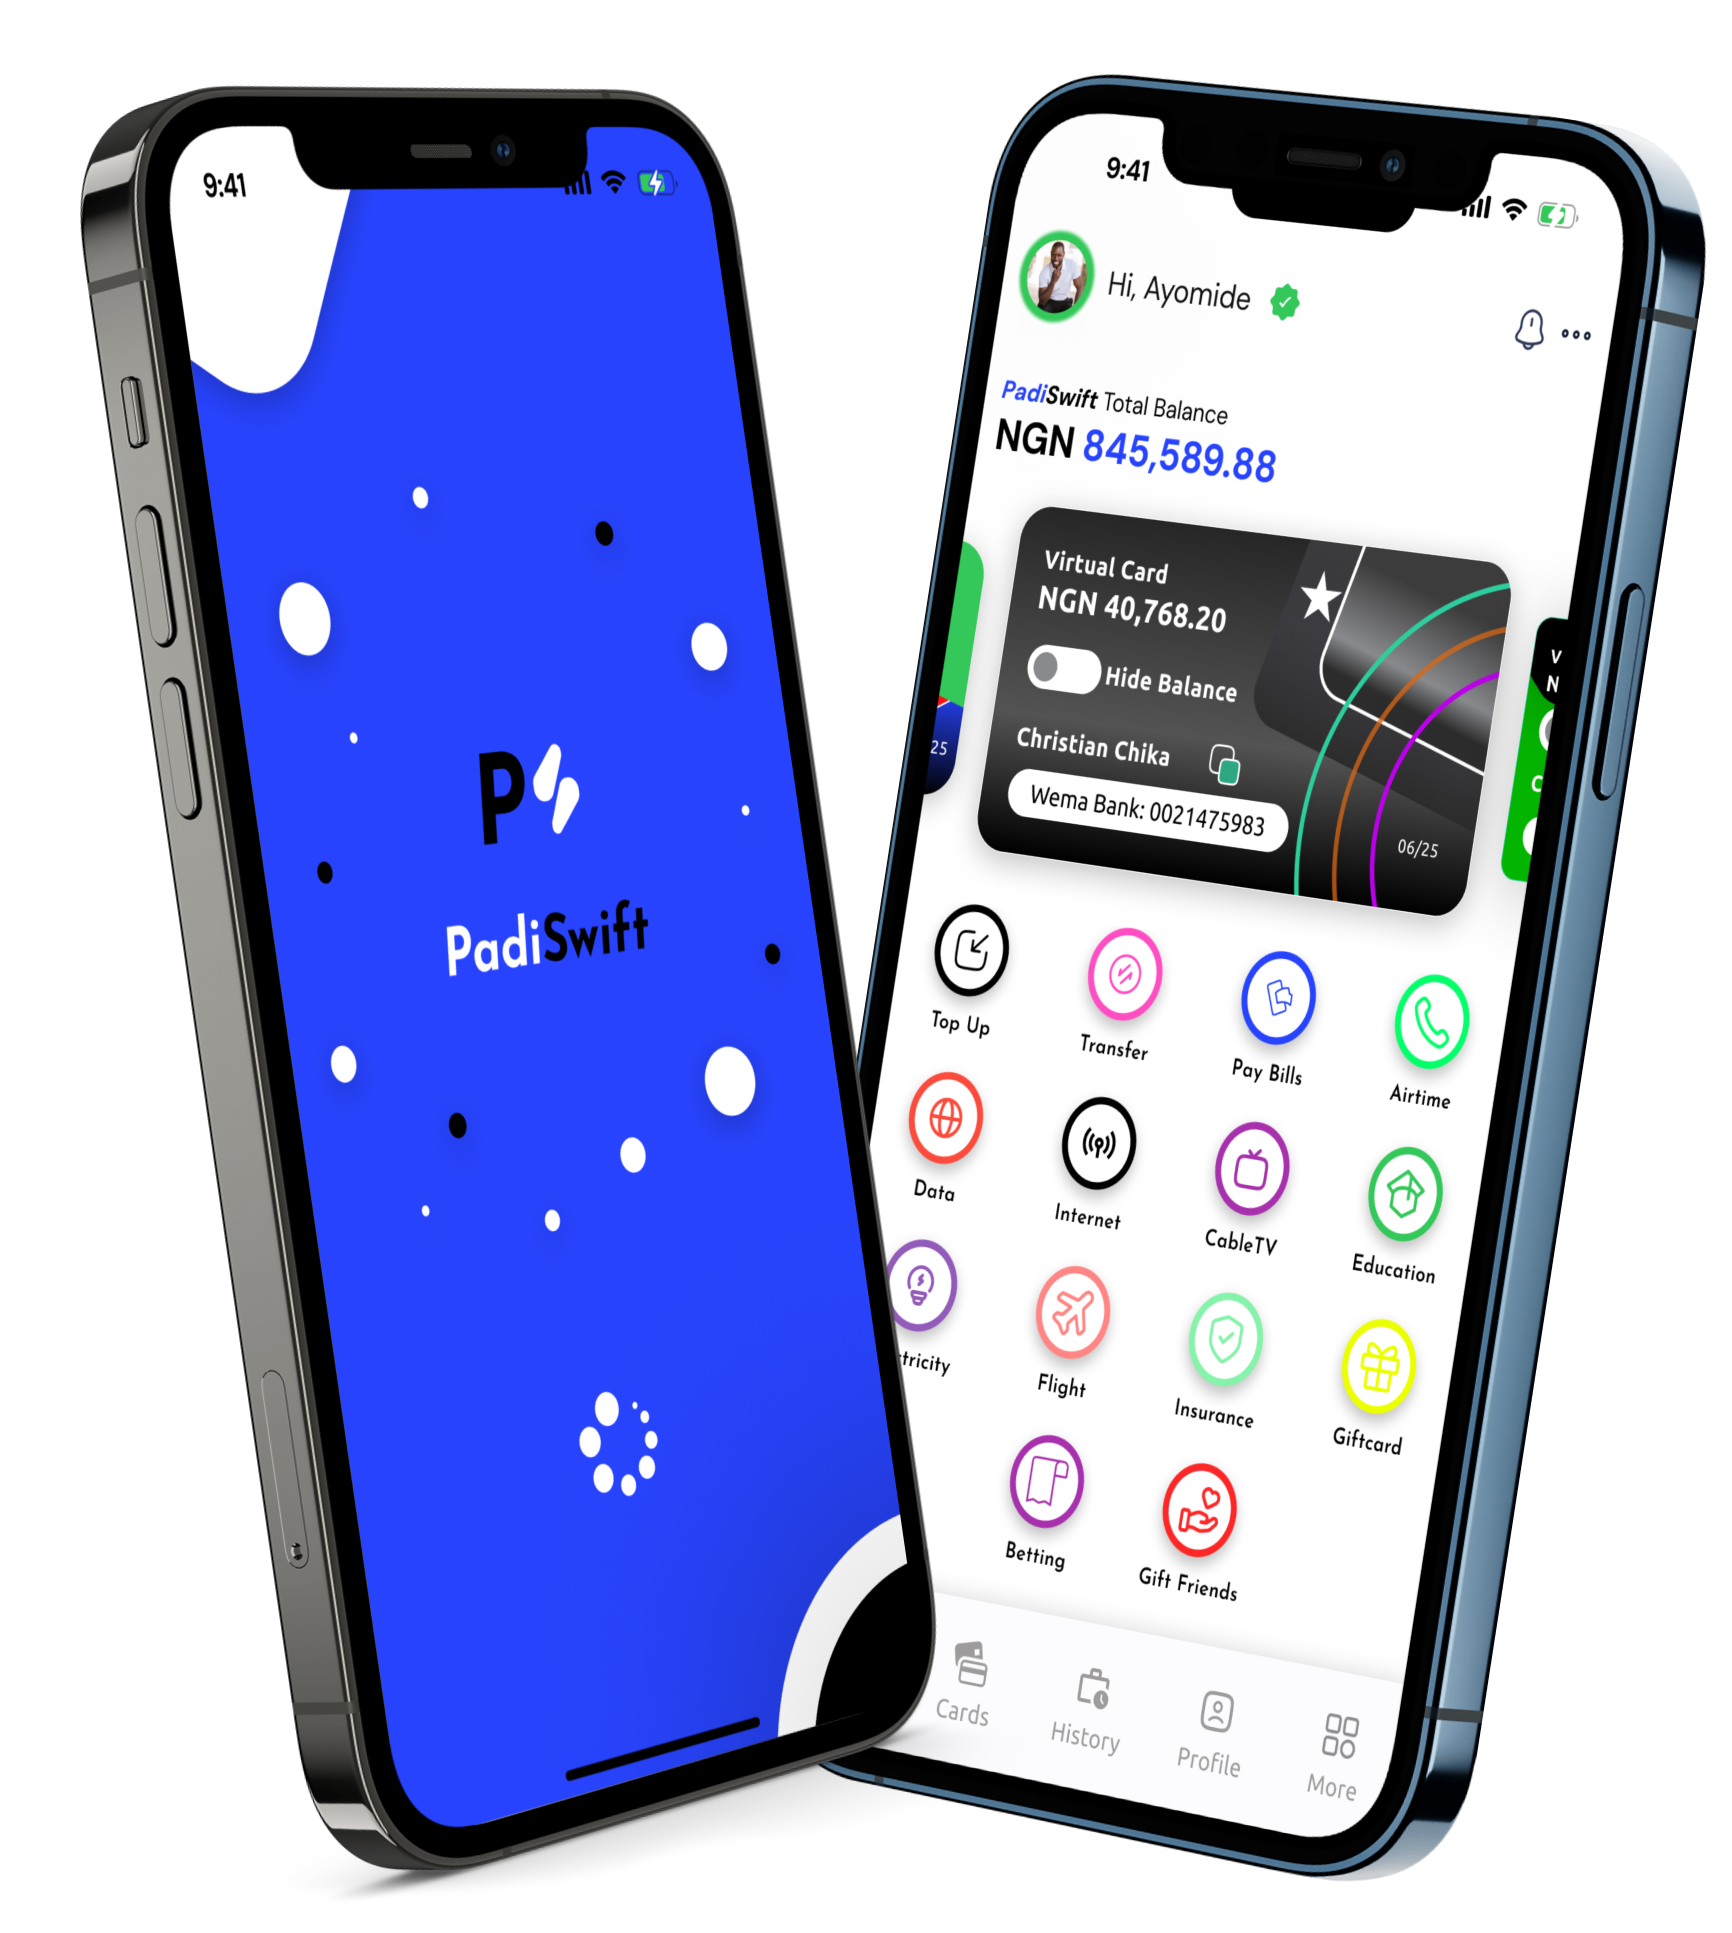 9:41
P
PadiSwift
9:41
Hi, Ayomide
PadiSwift Total Balance
NGN 845,589.88
Virtual Card
NGN 40,768.20
Hide Balance
Christian Chika
Wema Bank: 0021475983
06/25
25
V
N
C
Top Up
Transfer
Pay Bills
Airtime
Data
Internet
CableTV
Education
tricity
Flight
Insurance
Giftcard
Betting
Gift Friends
Cards
History
Profile
More